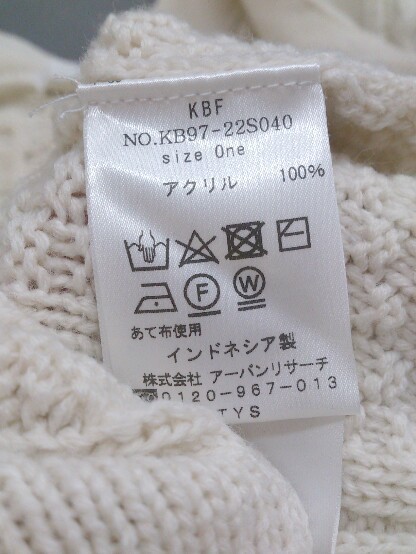 KBF
NO.KB97-22S040
size One
アクリル 100%
F W
あて布使用
インドネシア製
株式会社 アーバンリサーチ
0120-967-013
TYS